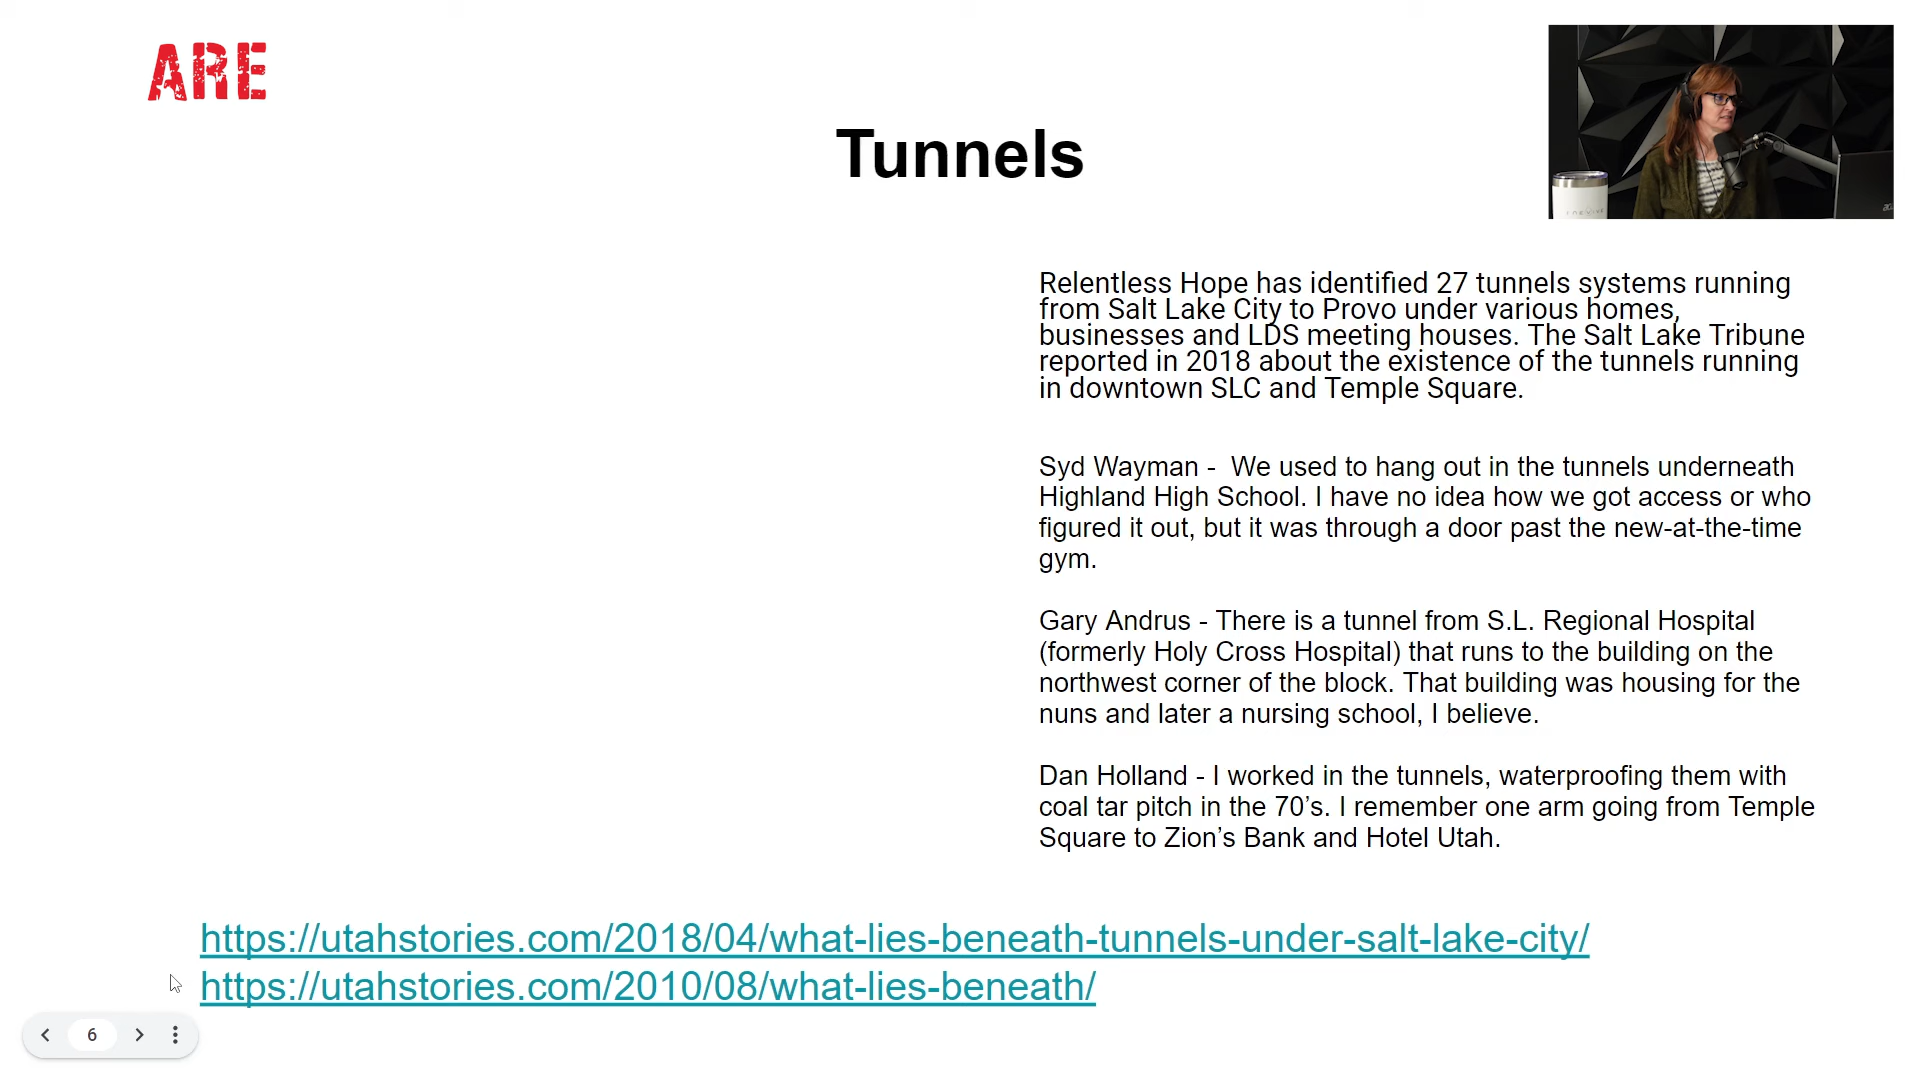 ARE
Tunnels
Relentless Hope has identified 27 tunnels systems running
from Salt Lake City to Provo under various homes,
businesses and LDS meeting houses. The Salt Lake Tribune
reported in 2018 about the existence of the tunnels running
in downtown SLC and Temple Square.
Syd Wayman -  We used to hang out in the tunnels underneath
Highland High School. I have no idea how we got access or who
figured it out, but it was through a door past the new-at-the-time
gym.
Gary Andrus - There is a tunnel from S.L. Regional Hospital
(formerly Holy Cross Hospital) that runs to the building on the
northwest corner of the block. That building was housing for the
nuns and later a nursing school, I believe.
Dan Holland - I worked in the tunnels, waterproofing them with
coal tar pitch in the 70’s. I remember one arm going from Temple
Square to Zion’s Bank and Hotel Utah.
https://utahstories.com/2018/04/what-lies-beneath-tunnels-under-salt-lake-city/
https://utahstories.com/2010/08/what-lies-beneath/
6